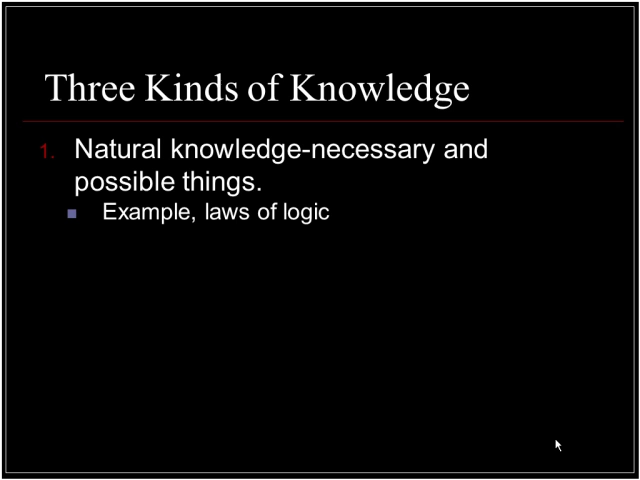 Three Kinds of Knowledge
1. Natural knowledge-necessary and
possible things.
Example, laws of logic